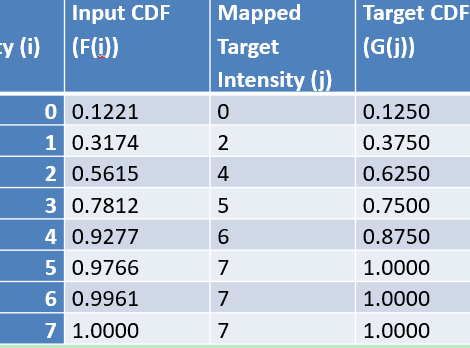 Input CDF Mapped Target CDF
ty (i) (F(i)) Target (G(j))
Intensity (j)
0 0.1221 0 0.1250
1 0.3174 2 0.3750
2 0.5615 4 0.6250
3 0.7812 5 0.7500
4 0.9277 6 0.8750
5 0.9766 7 1.0000
6 0.9961 7 1.0000
7 1.0000 7 1.0000